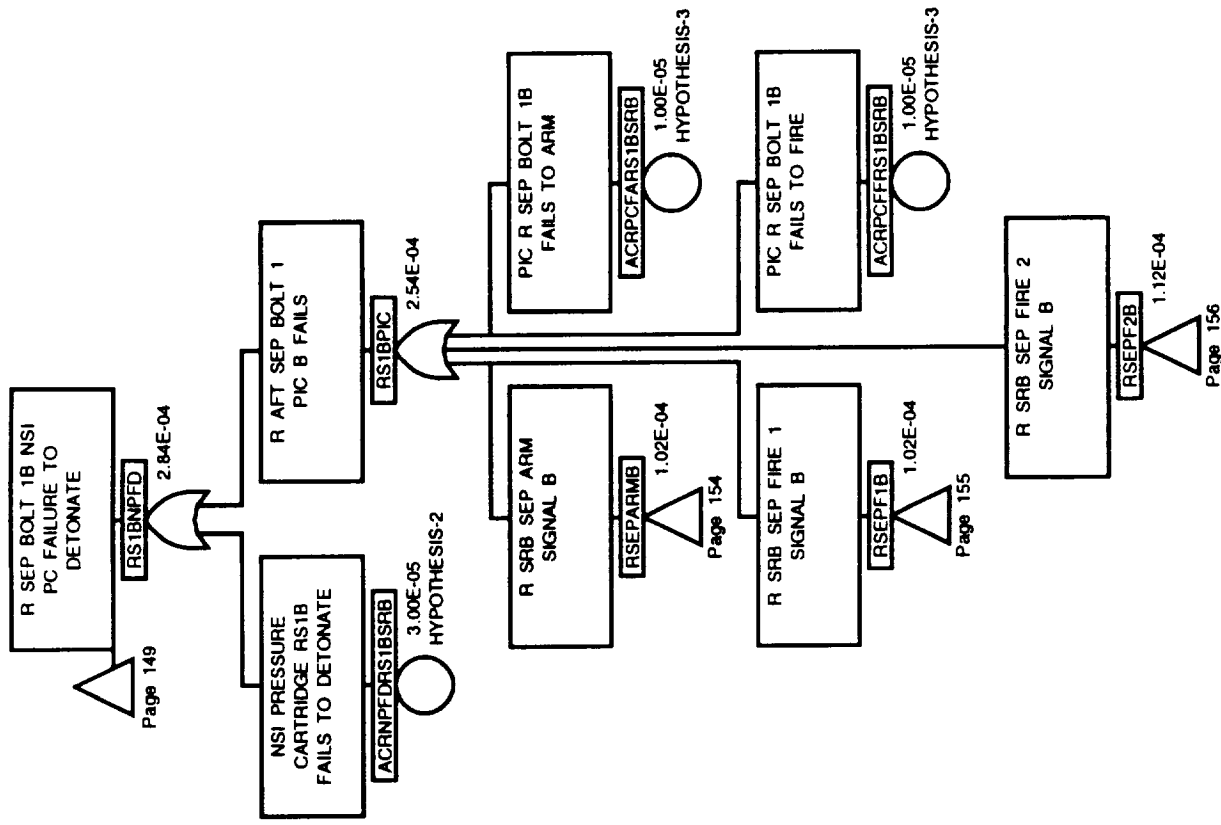 R SEP BOLT 1B NSI
PC FAILURE TO
DETONATE
Page 149
RS1BNPFD
2.84E-04
NSI PRESSURE
CARTRIDGE RS1B
FAILS TO DETONATE
ACRNPFDRS1BSRB
3.00E-05
HYPOTHESIS-2
R AFT SEP BOLT 1
PIC B FAILS
RS1BPIC
2.54E-04
R SRB SEP ARM
SIGNAL B
RSEPARMB
1.02E-04
Page 154
PIC R SEP BOLT 1B
FAILS TO ARM
ACRPCFARS1BSRB
1.00E-05
HYPOTHESIS-3
R SRB SEP FIRE 1
SIGNAL B
RSEPF1B
1.02E-04
Page 155
PIC R SEP BOLT 1B
FAILS TO FIRE
ACRPCFFRS1BSRB
1.00E-05
HYPOTHESIS-3
R SRB SEP FIRE 2
SIGNAL B
RSEPF2B
1.12E-04
Page 156